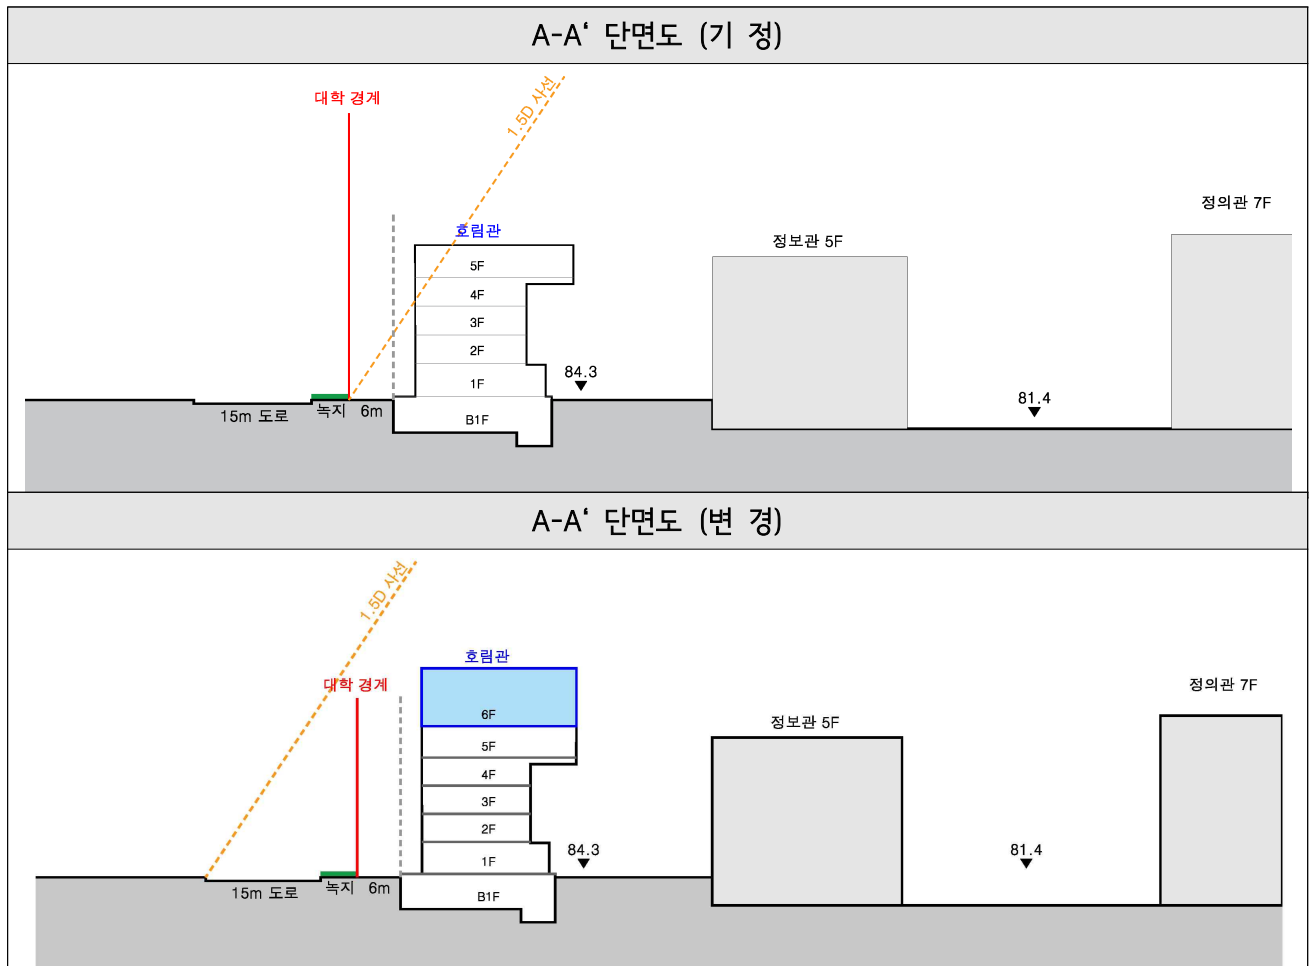 A-A‘ 단면도 (기 정)
대학 경계
1.5D 사선
정의관 7F
호림관
정보관 5F
5F
4F
3F
2F
84.3
1F
81.4
15m 도로
녹지
6m
B1F
A-A‘ 단면도 (변 경)
1.5D 사선
호림관
대학 경계
정의관 7F
6F
정보관 5F
5F
4F
3F
2F
84.3
81.4
1F
15m 도로
녹지
6m
B1F